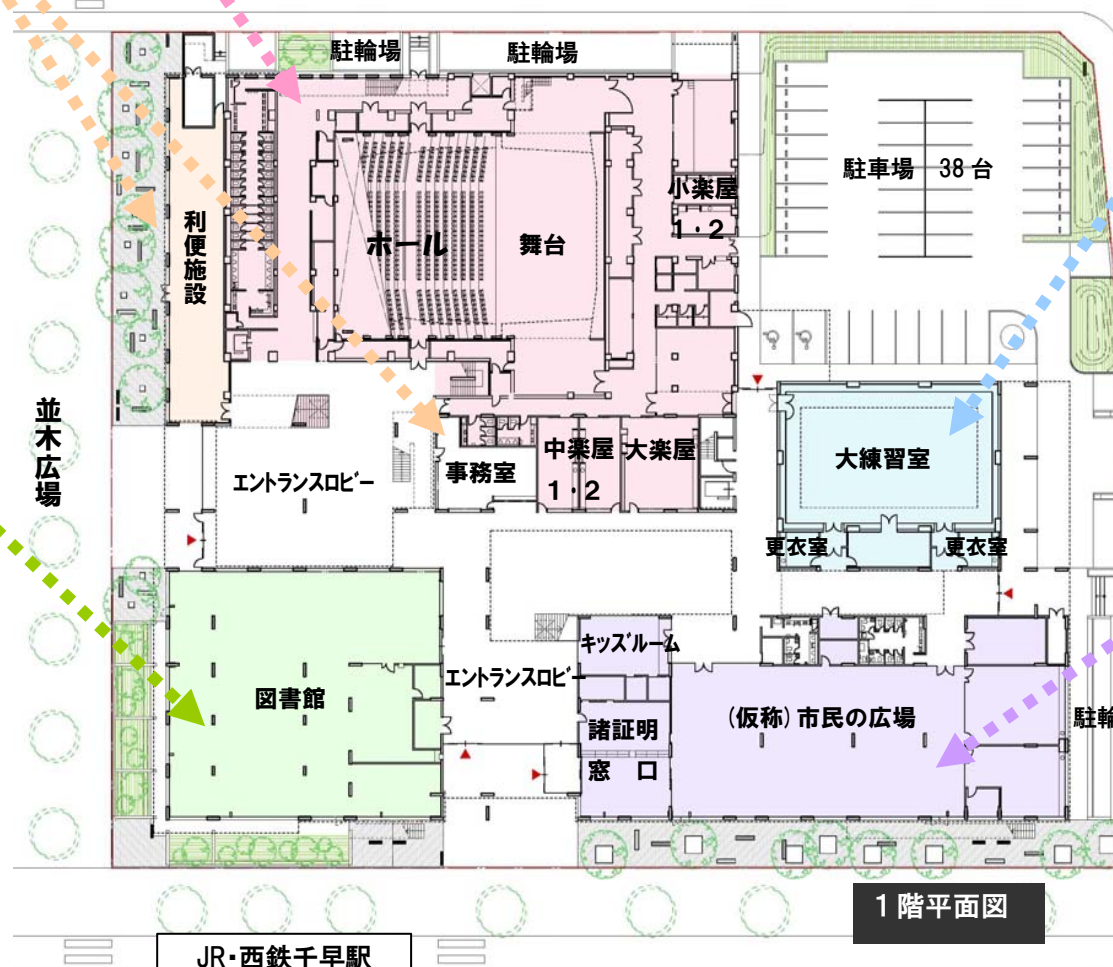 駐輪場
駐輪場
駐車場 38台
小楽屋
1・2
利便施設
ホール
舞台
並木広場
エントランスロビー
事務室
中楽屋
1・2
大楽屋
大練習室
更衣室
更衣室
キッズルーム
エントランスロビー
図書館
諸証明
窓 口
(仮称)市民の広場
駐輪
1階平面図
JR・西鉄千早駅